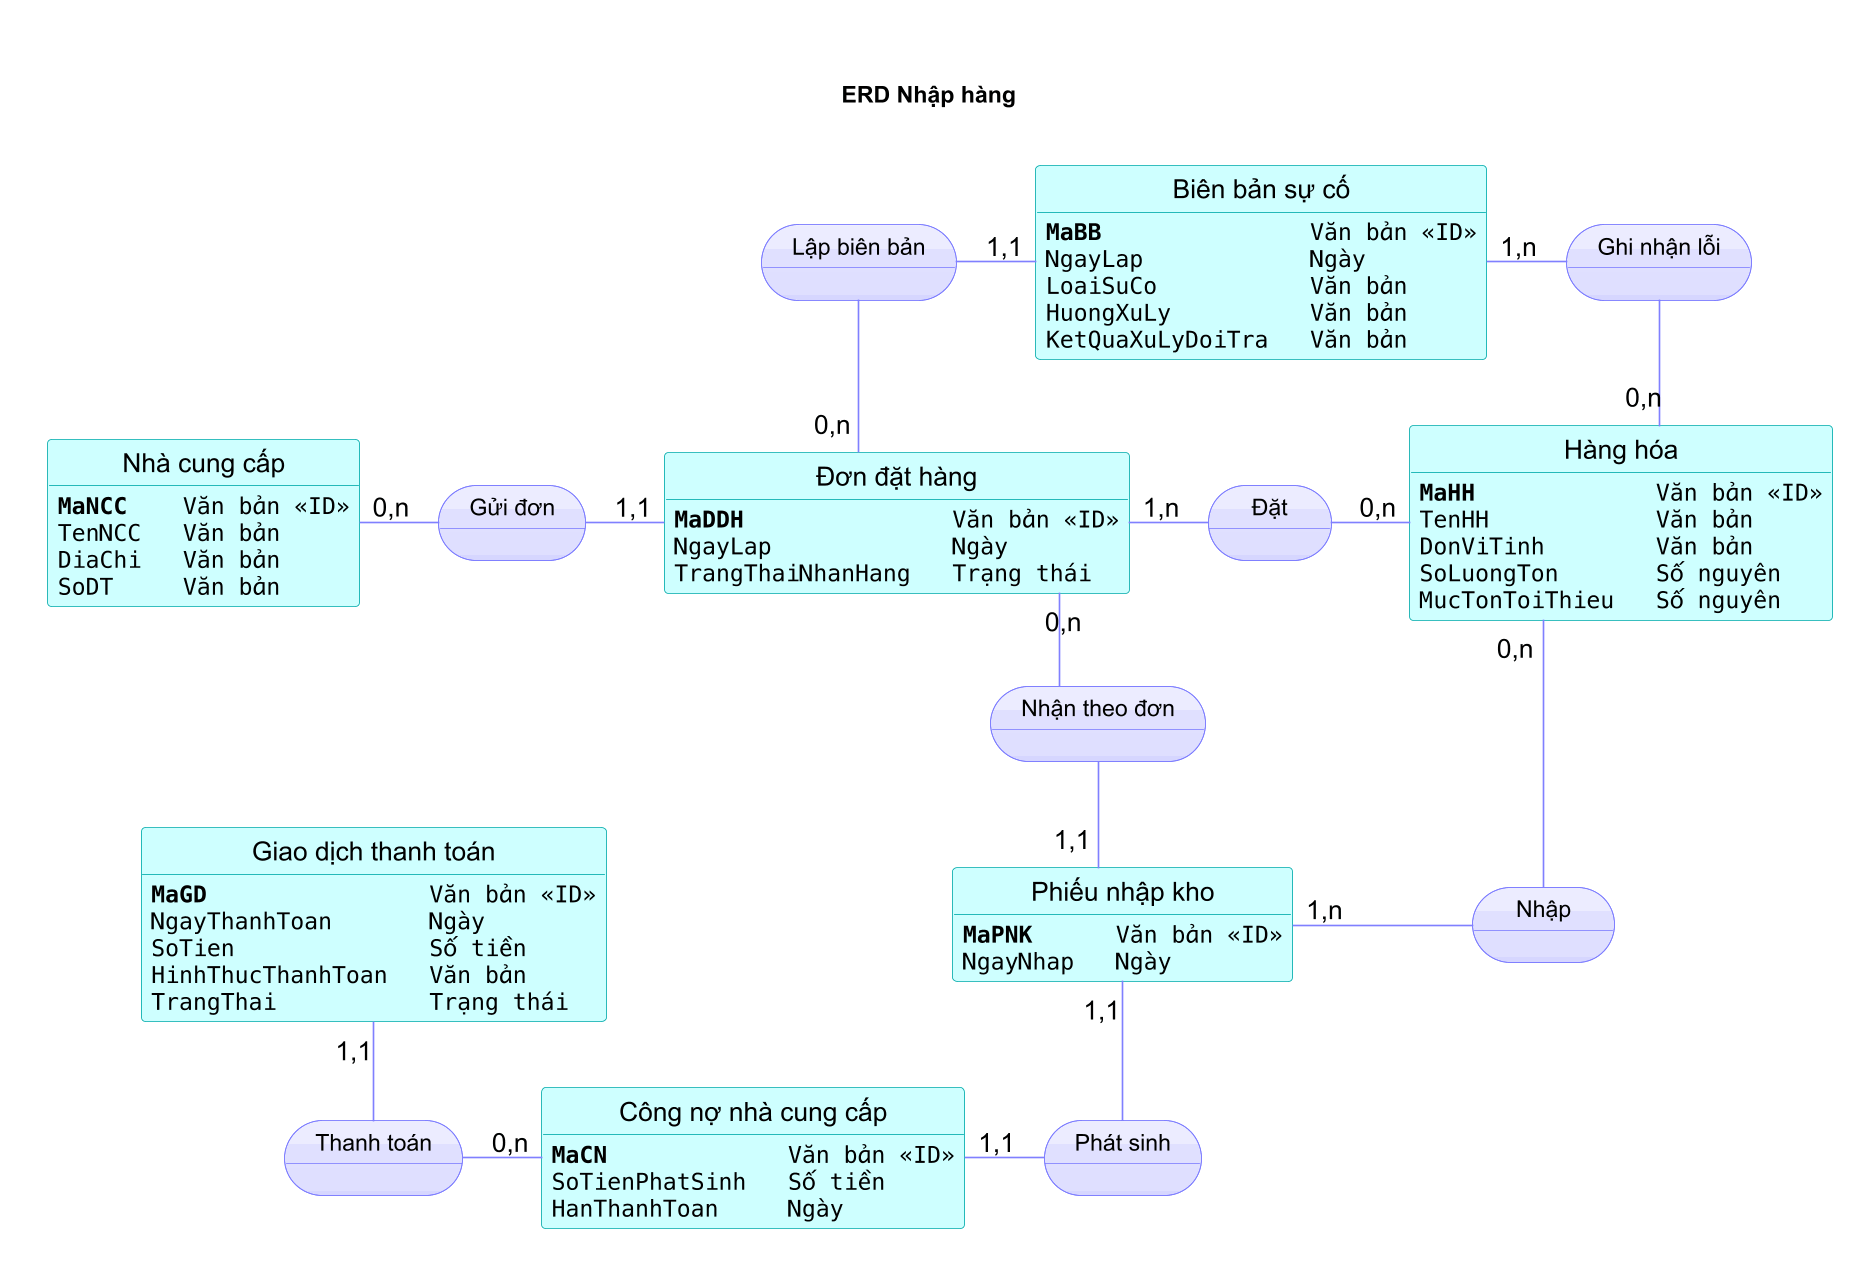 ERD Nhập hàng
Biên bản sự cố
MaBB Văn bản «ID»
NgayLap Ngày
LoaiSuCo Văn bản
HuongXuLy Văn bản
KetQuaXuLyDoiTra Văn bản
Lập biên bản
1,1
1,n
Ghi nhận lỗi
0,n
0,n
Nhà cung cấp
MaNCC Văn bản «ID»
TenNCC Văn bản
DiaChi Văn bản
SoDT Văn bản
0,n
Gửi đơn
1,1
Đơn đặt hàng
MaDDH Văn bản «ID»
NgayLap Ngày
TrangThaiNhanHang Trạng thái
1,n
Đặt
0,n
Hàng hóa
MaHH Văn bản «ID»
TenHH Văn bản
DonViTinh Văn bản
SoLuongTon Số nguyên
MucTonToiThieu Số nguyên
0,n
0,n
Nhận theo đơn
1,1
Giao dịch thanh toán
MaGD Văn bản «ID»
NgayThanhToan Ngày
SoTien Số tiền
HinhThucThanhToan Văn bản
TrangThai Trạng thái
Phiếu nhập kho
MaPNK Văn bản «ID»
NgayNhap Ngày
1,n
Nhập
1,1
1,1
Thanh toán
0,n
Công nợ nhà cung cấp
MaCN Văn bản «ID»
SoTienPhatSinh Số tiền
HanThanhToan Ngày
1,1
Phát sinh